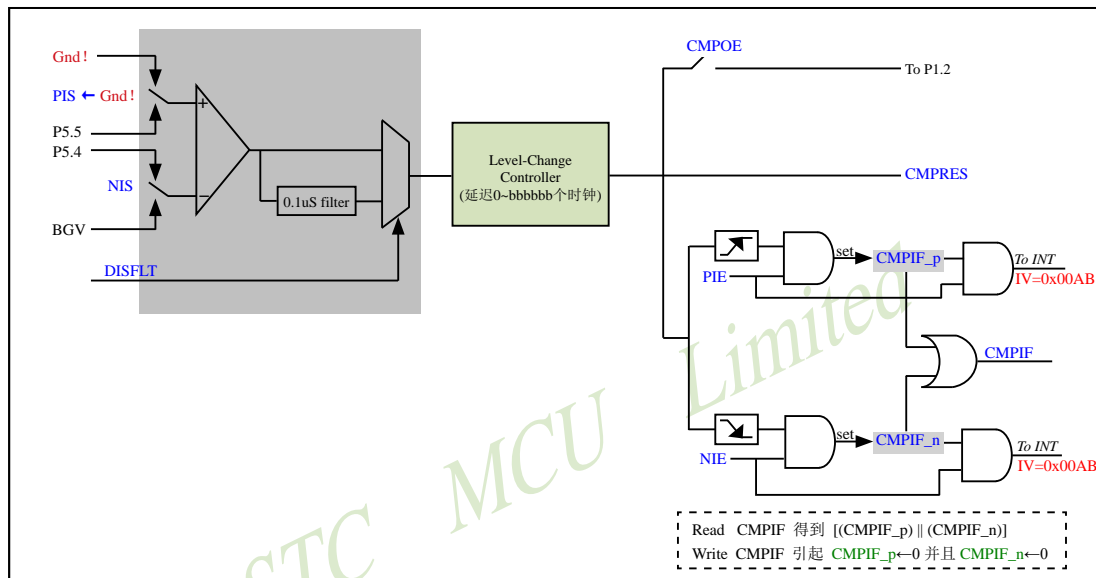 Gnd!
PIS ← Gnd!
P5.5
P5.4
NIS
BGV
DISFLT
+
−
0.1uS filter
Level-Change
Controller
(延迟0~bbbbbb个时钟)
CMPOE
To P1.2
CMPRES
PIE
set
CMPIF_p
To INT
IV=0x00AB
CMPIF
NIE
set
CMPIF_n
To INT
IV=0x00AB
Read CMPIF 得到 [(CMPIF_p) || (CMPIF_n)]
Write CMPIF 引起 CMPIF_p←0 并且 CMPIF_n←0
STC MCU Limited